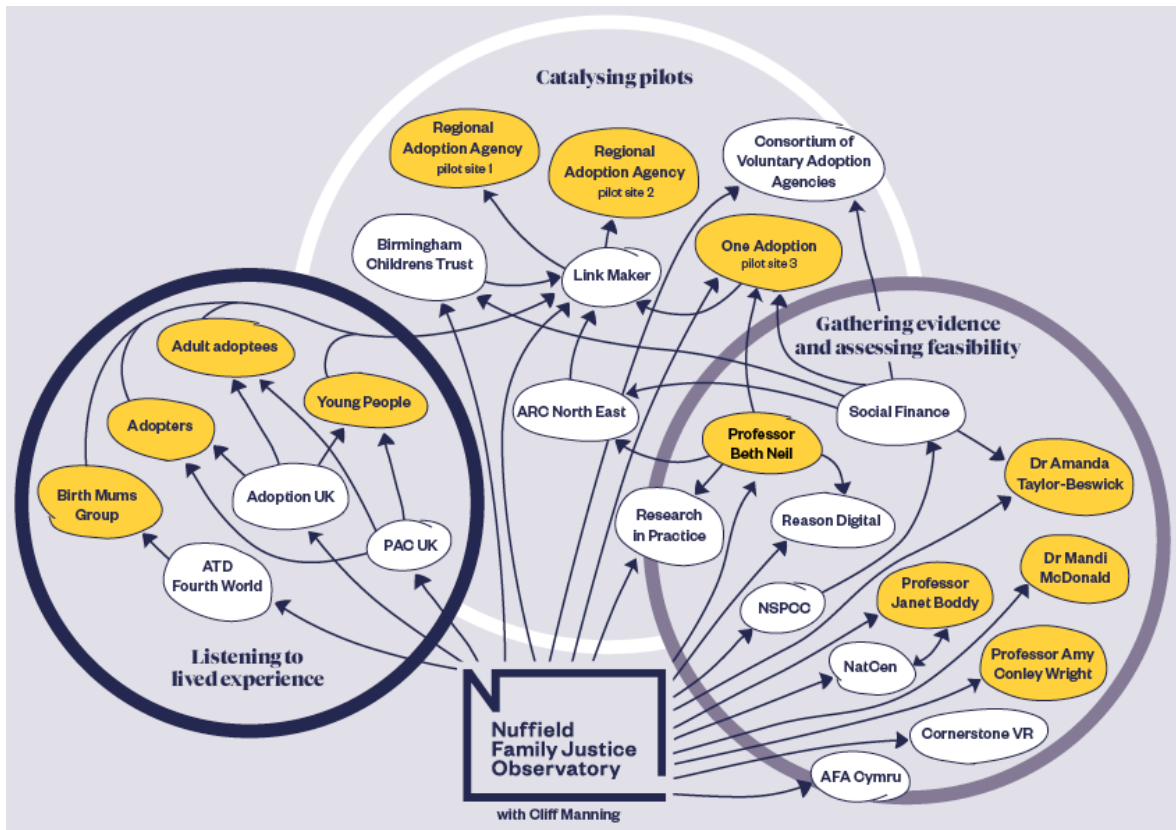 Catalysing pilots
Regional
Adoption Agency
pilot site 1
Regional
Adoption Agency
pilot site 2
Consortium of
Voluntary Adoption
Agencies
Birmingham
Childrens Trust
Link Maker
One Adoption
pilot site 3
Gathering evidence
and assessing feasibility
Adult adoptees
Young People
Adopters
Birth Mums
Group
Adoption UK
PAC UK
ATD
Fourth World
Listening to
lived experience
ARC North East
Social Finance
Professor
Beth Neil
Dr Amanda
Taylor-Beswick
Research
in Practice
Reason Digital
NSPCC
Professor
Janet Boddy
Dr Mandi
McDonald
NatCen
Professor Amy
Conley Wright
Cornerstone VR
AFA Cymru
Nuffield
Family Justice
Observatory
with Cliff Manning